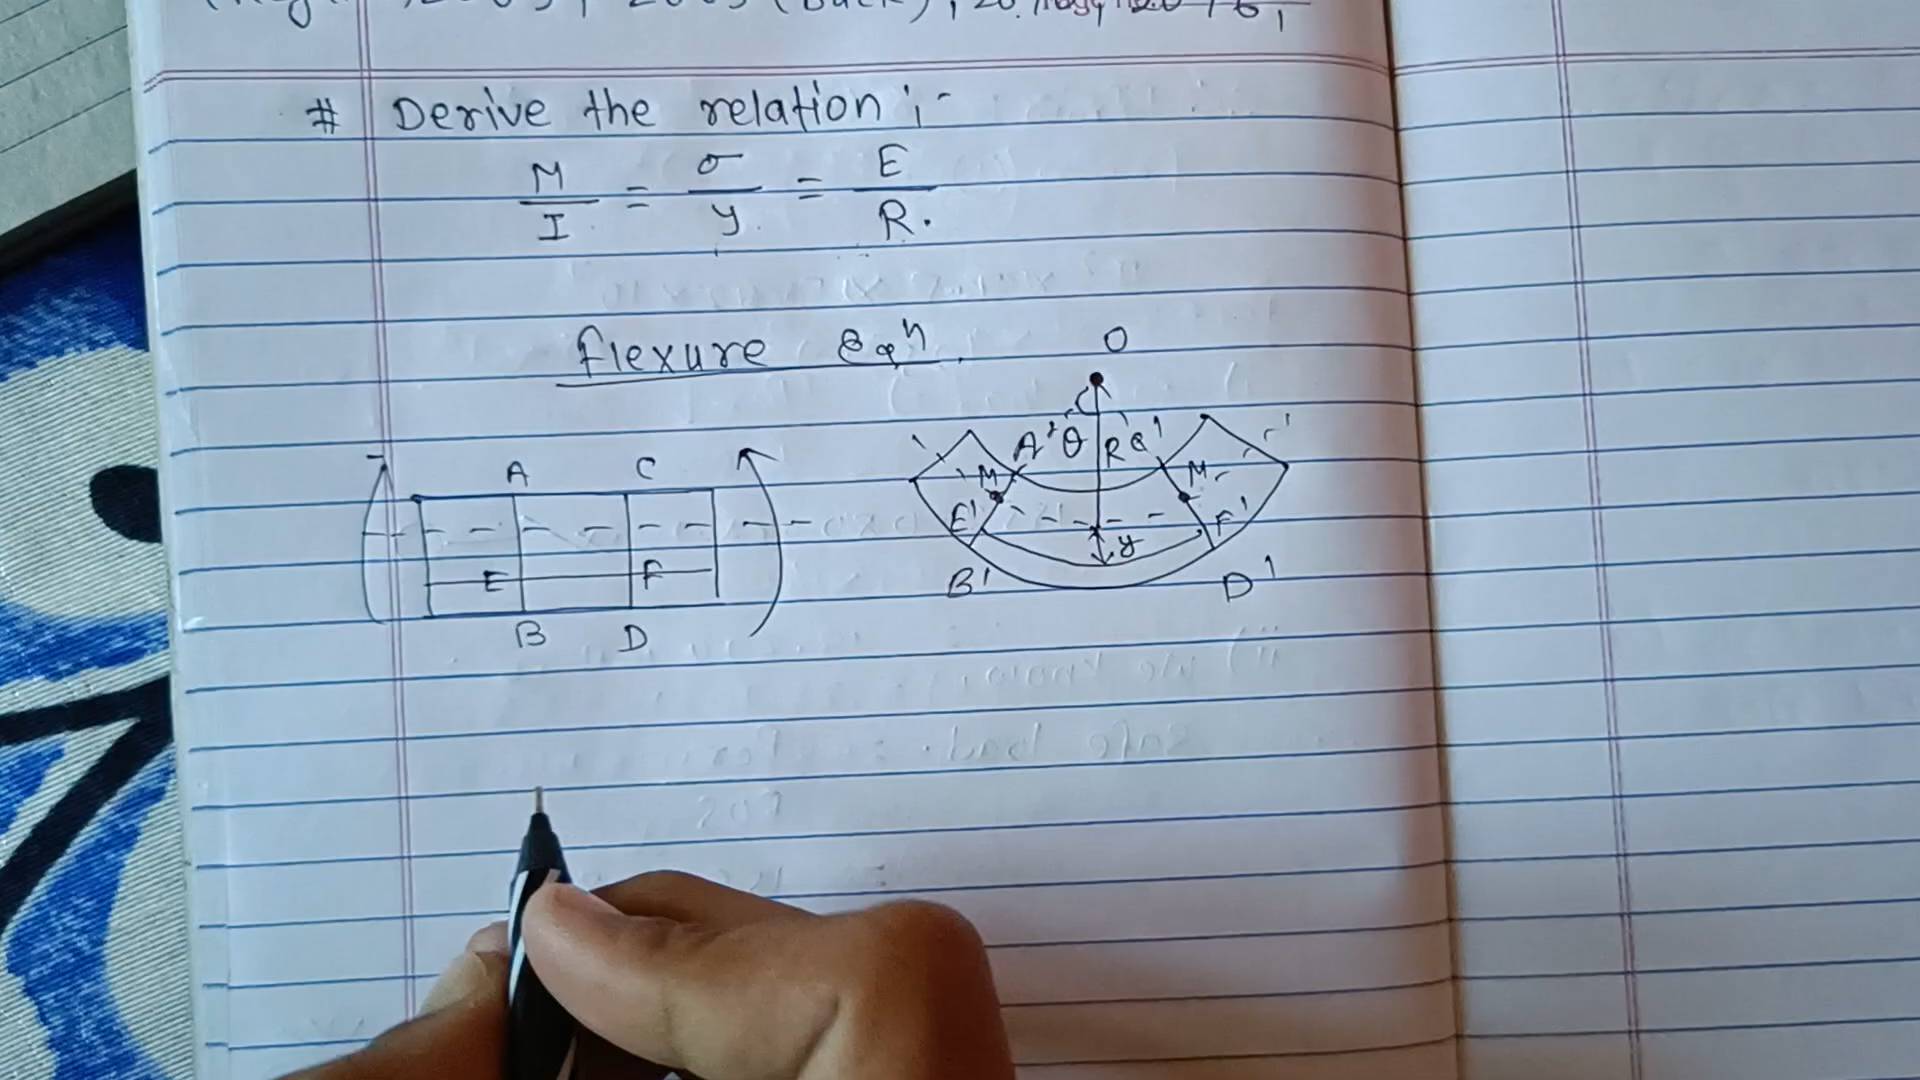 # Derive the relation :-
M/I = σ/y = E/R.
flexure eqⁿ.
O
A' θ R C'
A C
M M
E' F'
y
E F
B' D'
B D